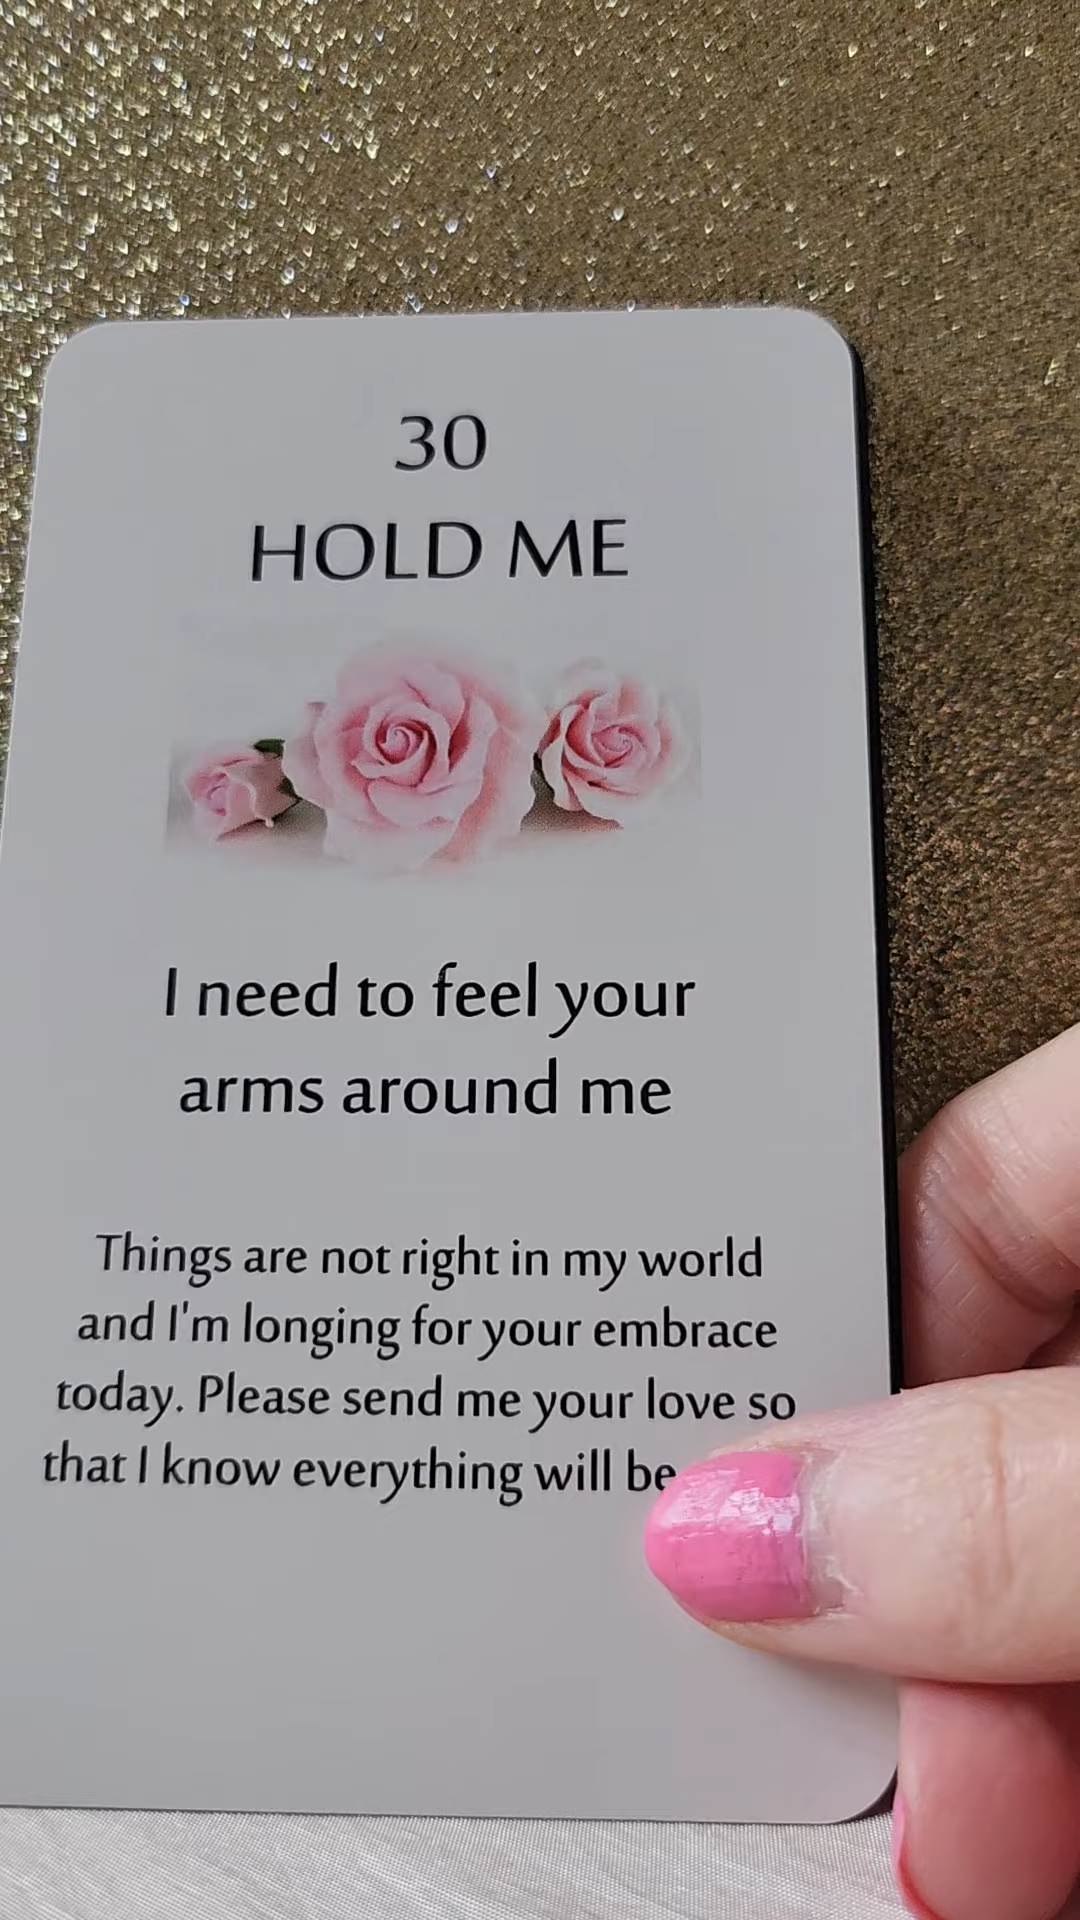 30
HOLD ME
I need to feel your
arms around me
Things are not right in my world
and I'm longing for your embrace
today. Please send me your love so
that I know everything will be